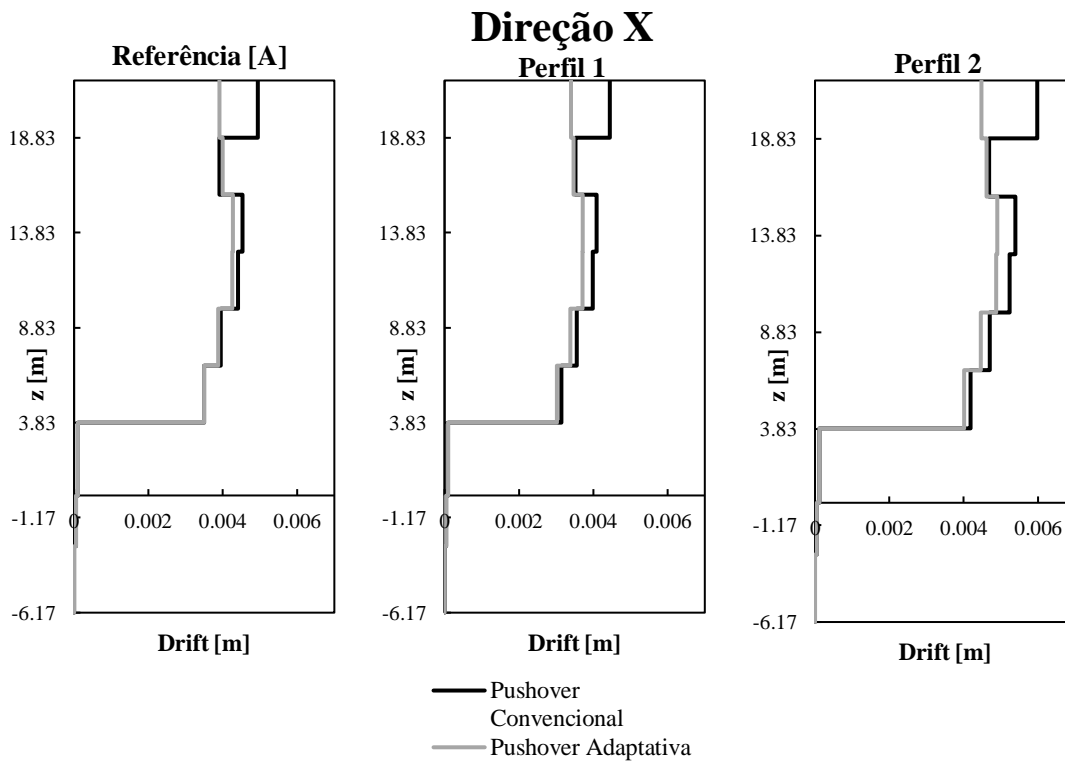 Direção X
Referência [A]
18.83
13.83
8.83
3.83
-1.17
-6.17
0
0.002
0.004
0.006
z [m]
Drift [m]
Perfil 1
18.83
13.83
8.83
3.83
-1.17
-6.17
0
0.002
0.004
0.006
z [m]
Drift [m]
Perfil 2
18.83
13.83
8.83
3.83
-1.17
-6.17
0
0.002
0.004
0.006
z [m]
Drift [m]
Pushover
Convencional
Pushover Adaptativa